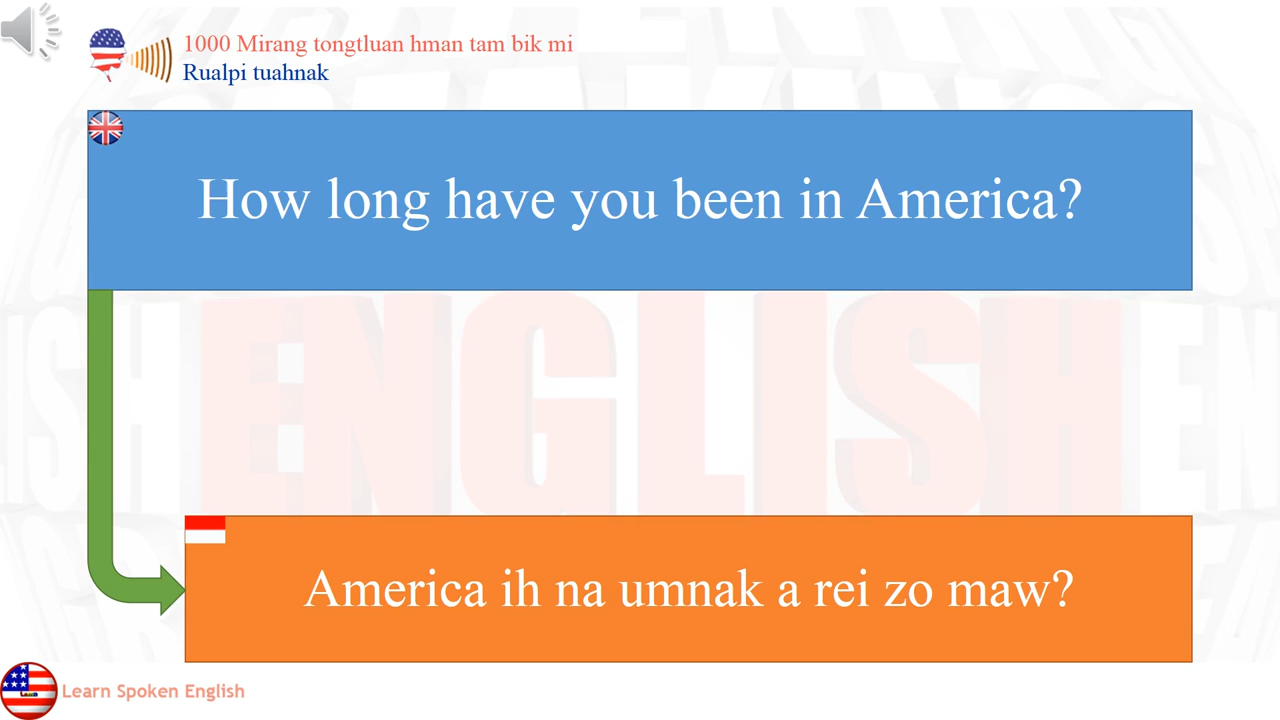 1000 Mirang tongtluan hman tam bik mi
Rualpi tuahnak
How long have you been in America?
ENGLISH
America ih na umnak a rei zo maw?
Learn Spoken English